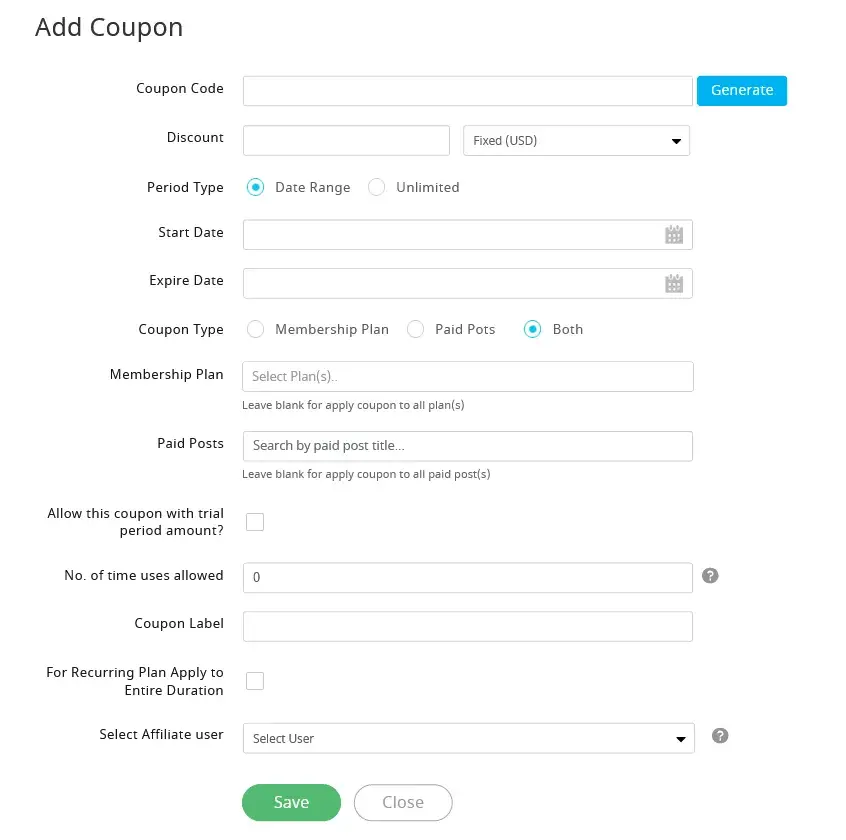 Add Coupon
Coupon Code
Generate
Discount
Fixed (USD)
Period Type
Date Range
Unlimited
Start Date
Expire Date
Coupon Type
Membership Plan
Paid Pots
Both
Membership Plan
Select Plan(s)..
Leave blank for apply coupon to all plan(s)
Paid Posts
Search by paid post title...
Leave blank for apply coupon to all paid post(s)
Allow this coupon with trial
period amount?
No. of time uses allowed
0
?
Coupon Label
For Recurring Plan Apply to
Entire Duration
Select Affiliate user
Select User
?
Save
Close